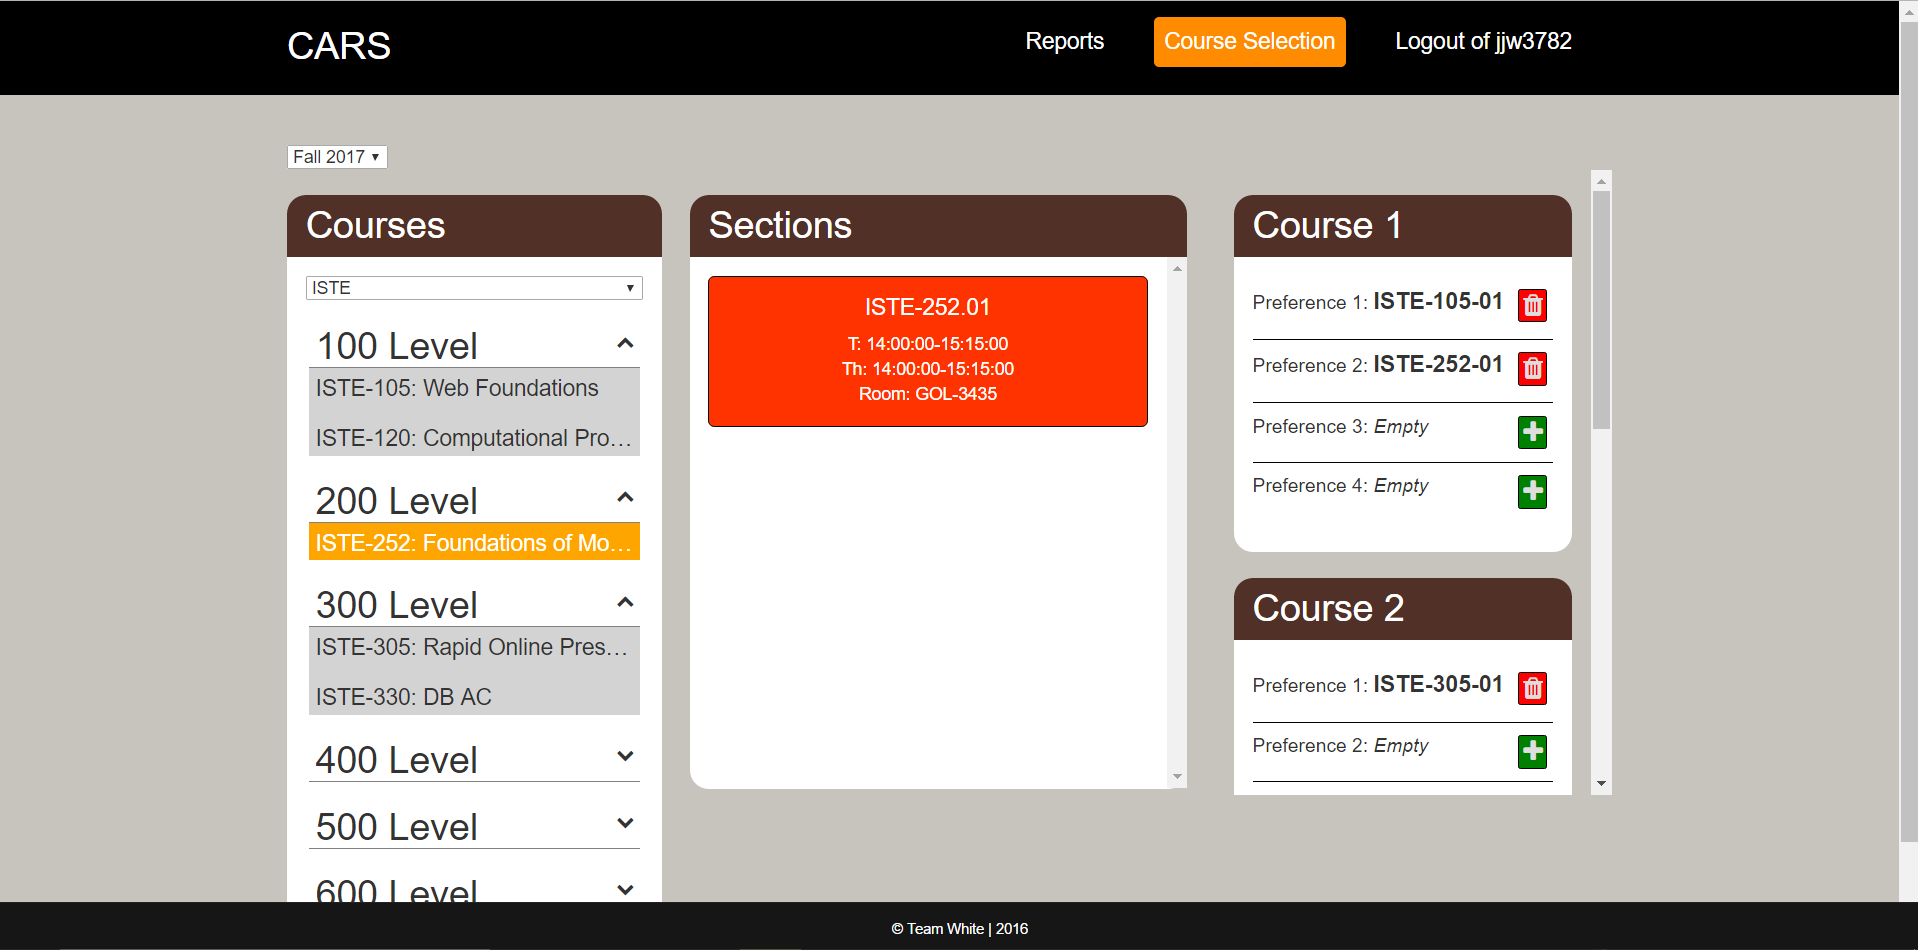 CARS
Reports
Course Selection
Logout of jjw3782
Fall 2017
Courses
ISTE
100 Level
ISTE-105: Web Foundations
ISTE-120: Computational Pro...
200 Level
ISTE-252: Foundations of Mo...
300 Level
ISTE-305: Rapid Online Pres...
ISTE-330: DB AC
400 Level
500 Level
600 Level
Sections
ISTE-252.01
T: 14:00:00-15:15:00
Th: 14:00:00-15:15:00
Room: GOL-3435
Course 1
Preference 1: ISTE-105-01
Preference 2: ISTE-252-01
Preference 3: Empty
Preference 4: Empty
Course 2
Preference 1: ISTE-305-01
Preference 2: Empty
© Team White | 2016